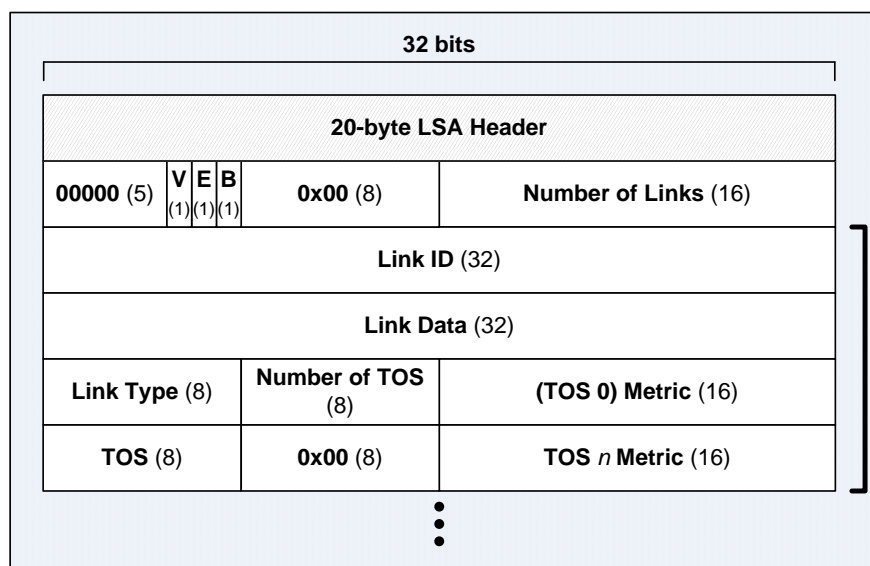 32 bits
20-byte LSA Header
00000 (5) V (1) E (1) B (1) 0x00 (8) Number of Links (16)
Link ID (32)
Link Data (32)
Link Type (8) Number of TOS (8) (TOS 0) Metric (16)
TOS (8) 0x00 (8) TOS n Metric (16)